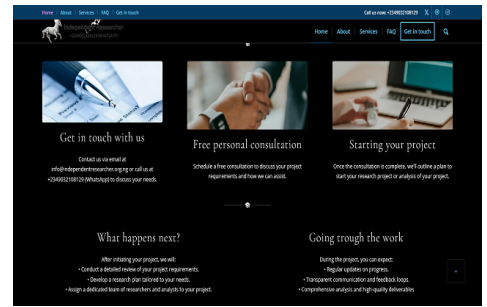 Home | About | Services | FAQ | Get in touch
Call us now +2349032108129
Independent researcher
Home | About | Services | FAQ | Get in touch
Get in touch with us
Contact us via email at
info@independentresearcher.org.ng or call us at
+2349032108129 (WhatsApp) to discuss your needs.
Free personal consultation
Schedule a free consultation to discuss your project
requirements and how we can assist.
Starting your project
Once the consultation is complete, we'll outline a plan to
start your research project or analysis of your project.
What happens next?
After initiating your project, we will:
• Conduct a detailed review of your project requirements.
• Develop a research plan tailored to your needs.
• Assign a dedicated team of researchers and analysts to your project.
Going trough the work
During the project, you can expect:
• Regular updates on progress.
• Transparent communication and feedback loops.
• Comprehensive analysis and high-quality deliverables